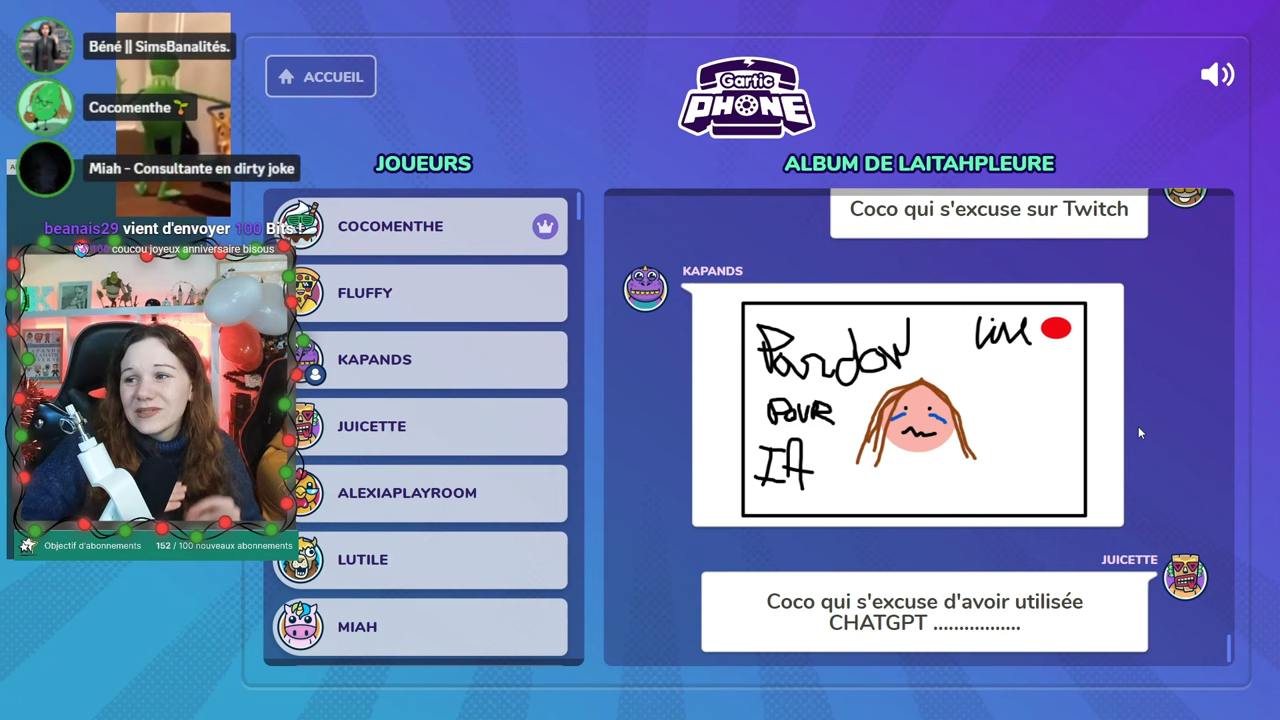 Béné || SimsBanalités.
Cocomenthe
Miah - Consultante en dirty joke
beanais29 vient d'envoyer 100 Bits !
100 coucou joyeux anniversaire bisous
Objectif d'abonnements
152 / 100 nouveaux abonnements
ACCUEIL
Gartic
PHONE
JOUEURS
COCOMENTHE
FLUFFY
KAPANDS
JUICETTE
ALEXIAPLAYROOM
LUTILE
MIAH
ALBUM DE LAITAHPLEURE
Coco qui s'excuse sur Twitch
KAPANDS
Pardon
Live
POUR
IA
JUICETTE
Coco qui s'excuse d'avoir utilisée
CHATGPT .................